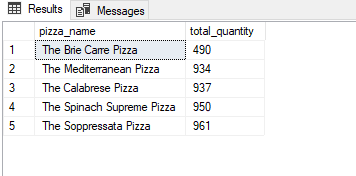 Results Messages
pizza_name total_quantity
1 The Brie Carre Pizza 490
2 The Mediterranean Pizza 934
3 The Calabrese Pizza 937
4 The Spinach Supreme Pizza 950
5 The Soppressata Pizza 961